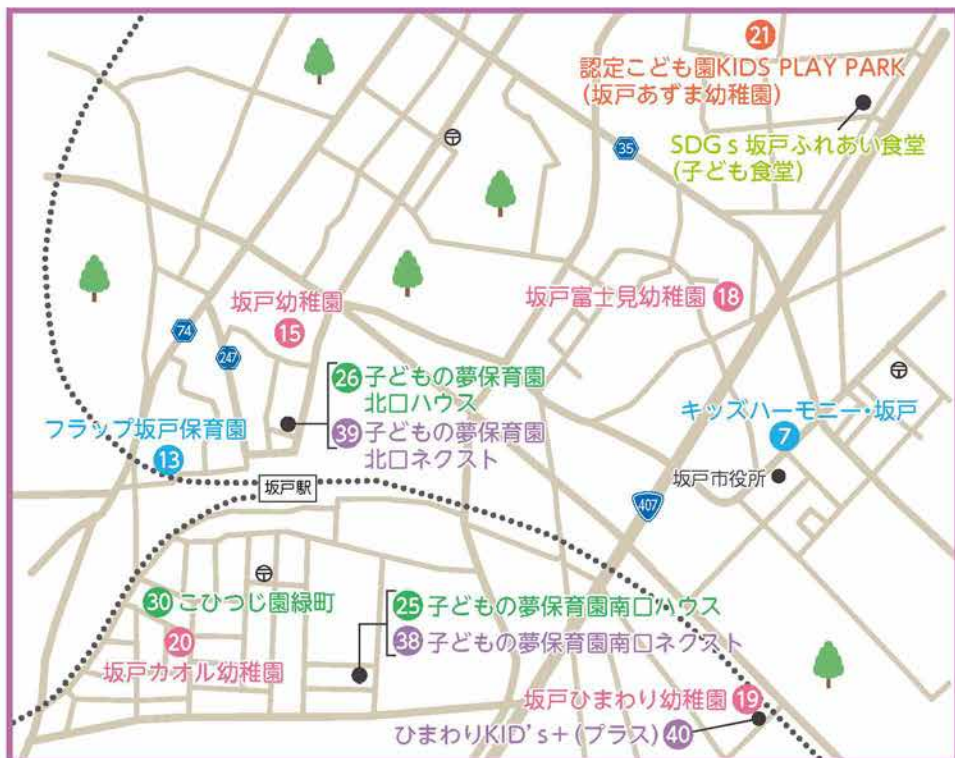 21
認定こども園KIDS PLAY PARK
(坂戸あずま幼稚園)
SDGs 坂戸ふれあい食堂
(子ども食堂)
35
坂戸幼稚園
15
坂戸富士見幼稚園 18
74
247
26 子どもの夢保育園
北口ハウス
39 子どもの夢保育園
北口ネクスト
フラップ坂戸保育園
13
キッズハーモニー・坂戸
7
坂戸市役所
坂戸駅
407
30 こひつじ園緑町
20
坂戸カオル幼稚園
25 子どもの夢保育園南口ハウス
38 子どもの夢保育園南口ネクスト
坂戸ひまわり幼稚園 19
ひまわりKID's+(プラス) 40